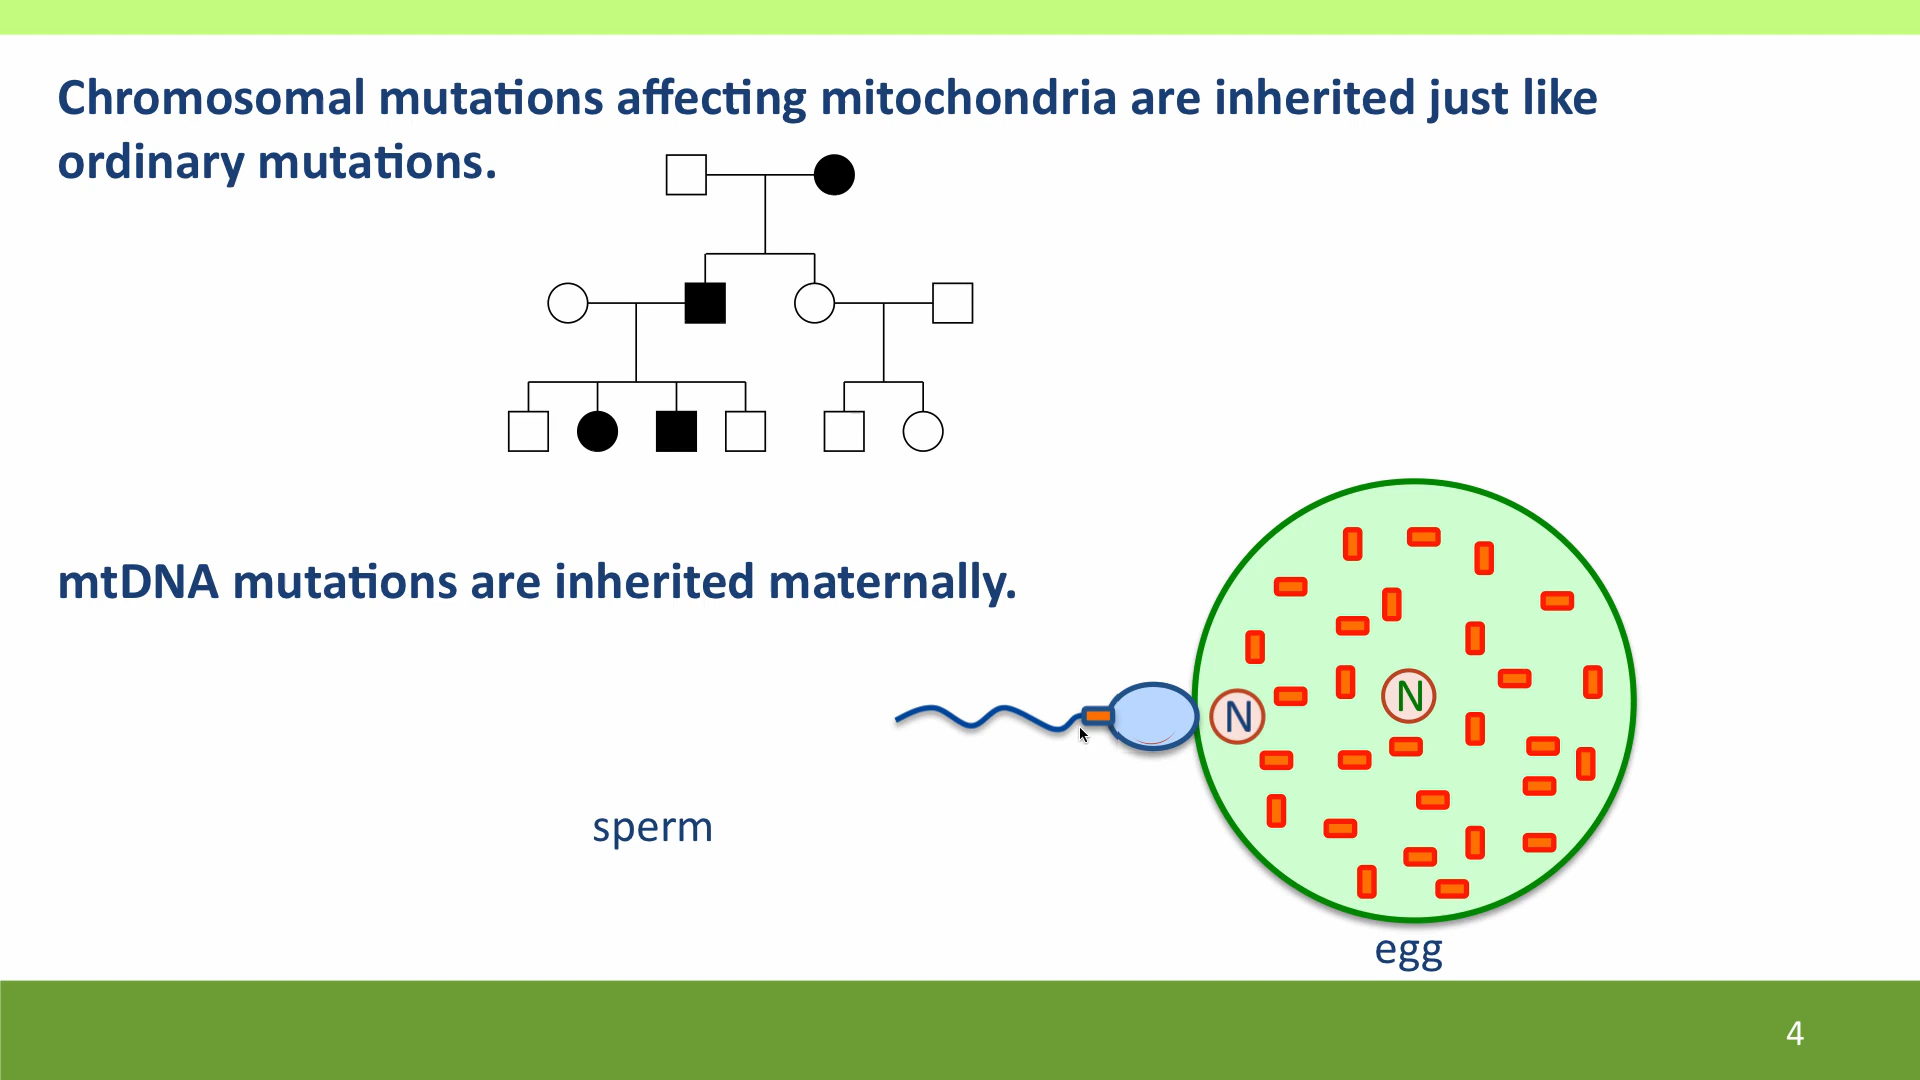 Chromosomal mutations affecting mitochondria are inherited just like
ordinary mutations.
mtDNA mutations are inherited maternally.
N
N
sperm
egg
4